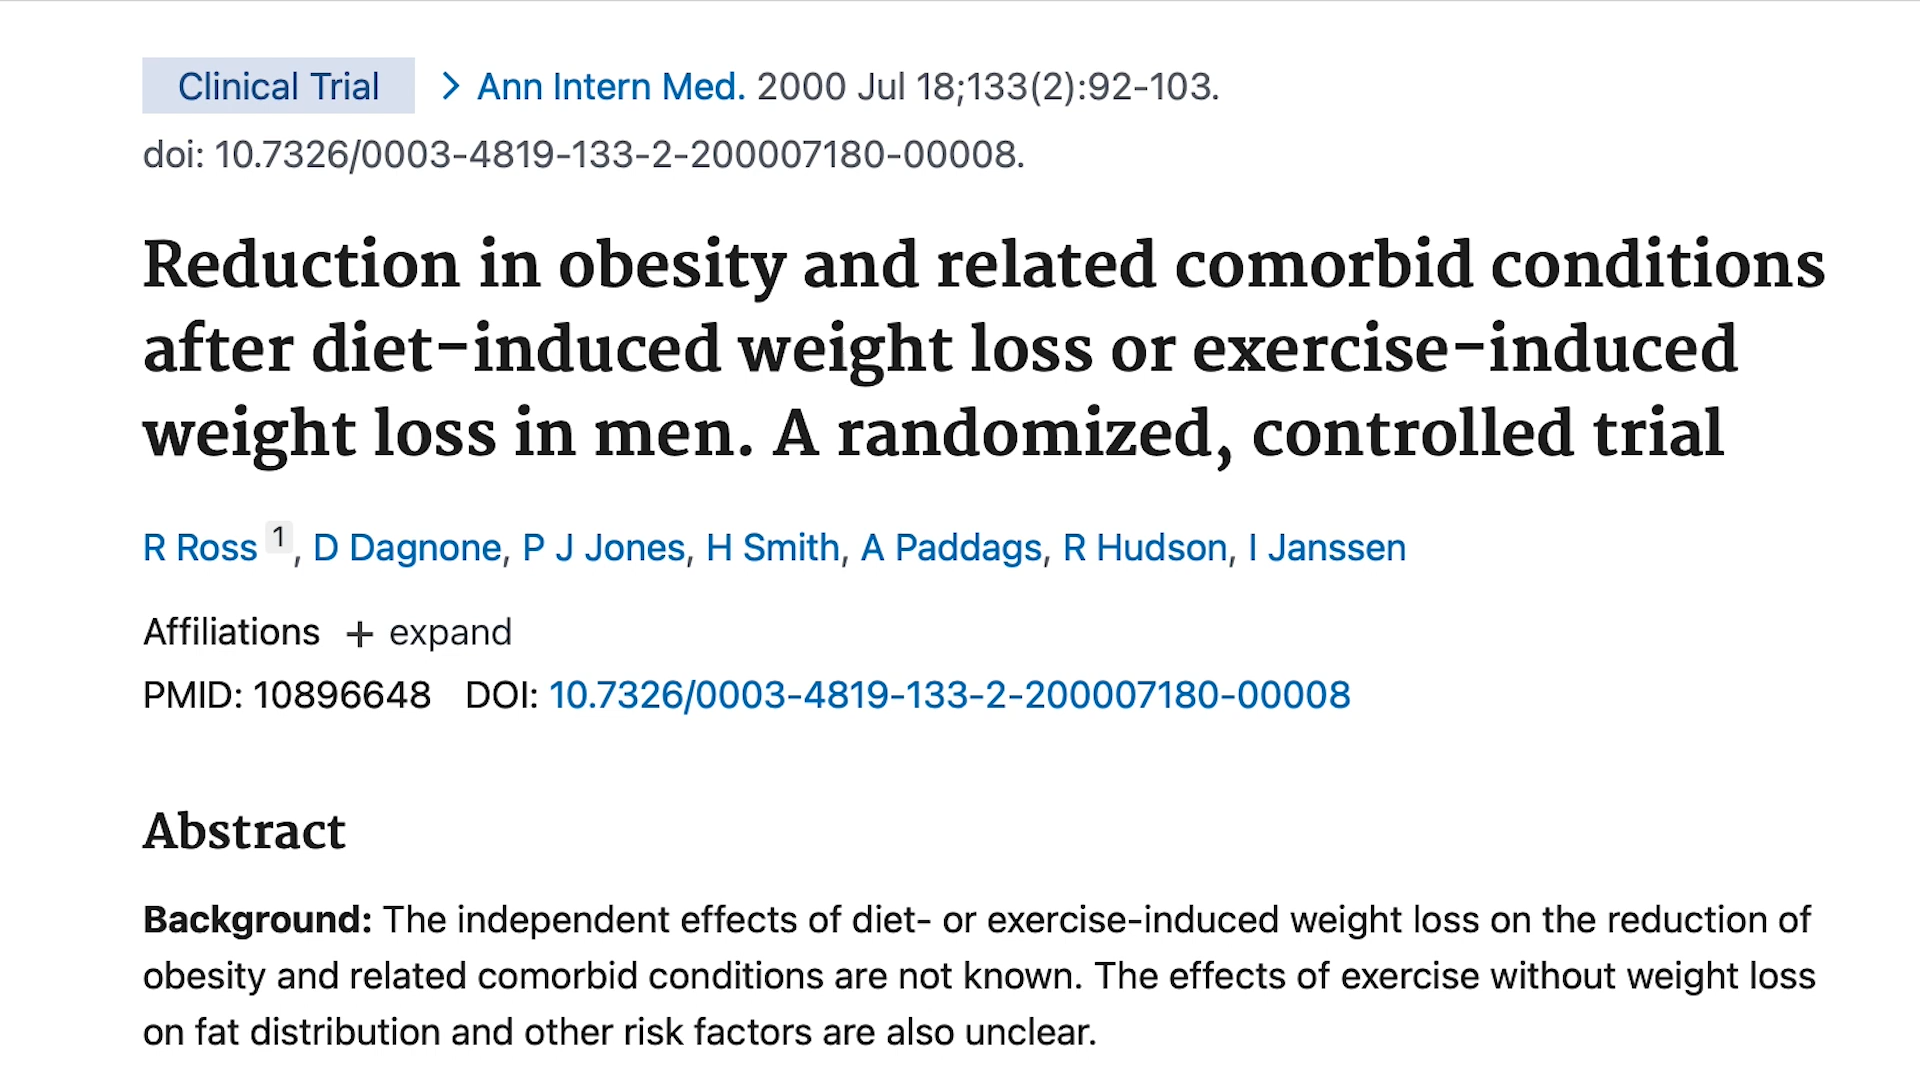 Clinical Trial > Ann Intern Med. 2000 Jul 18;133(2):92-103.
doi: 10.7326/0003-4819-133-2-200007180-00008.
Reduction in obesity and related comorbid conditions
after diet-induced weight loss or exercise-induced
weight loss in men. A randomized, controlled trial
R Ross 1, D Dagnone, P J Jones, H Smith, A Paddags, R Hudson, I Janssen
Affiliations + expand
PMID: 10896648 DOI: 10.7326/0003-4819-133-2-200007180-00008
Abstract
Background: The independent effects of diet- or exercise-induced weight loss on the reduction of
obesity and related comorbid conditions are not known. The effects of exercise without weight loss
on fat distribution and other risk factors are also unclear.